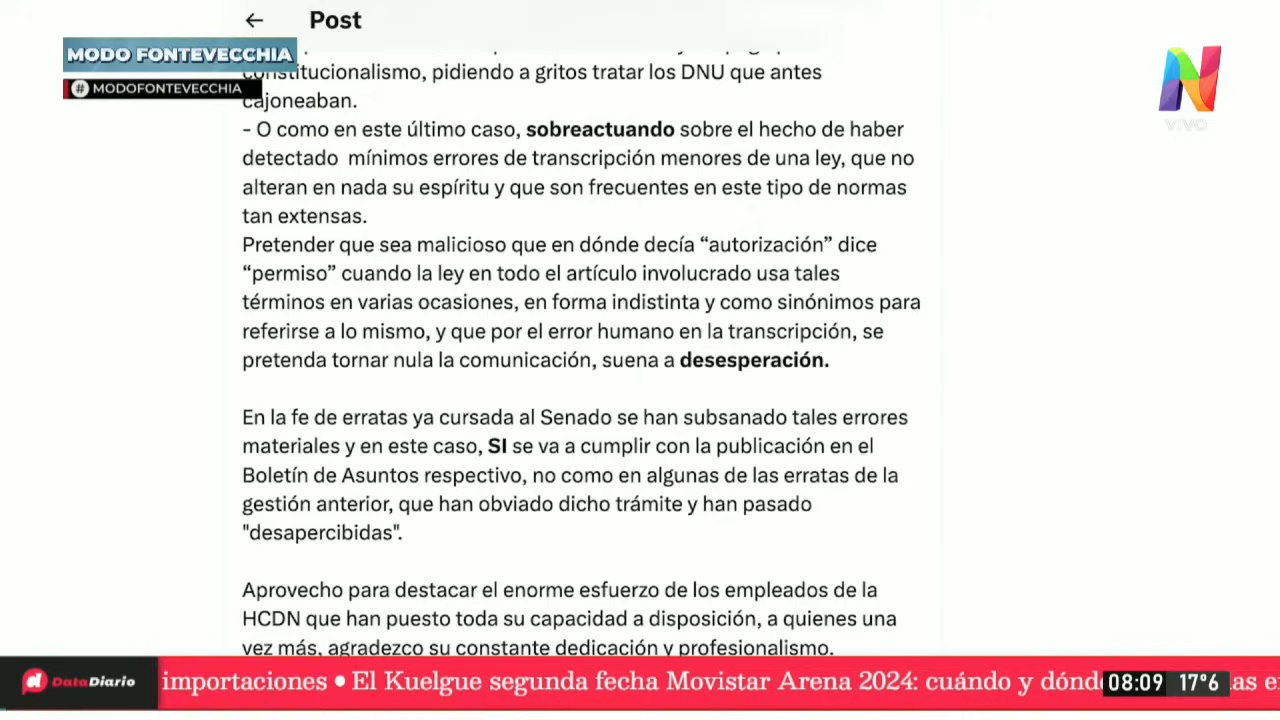 Post
MODO FONTEVECCHIA
# MODOFONTEVECCHIA
constitucionalismo, pidiendo a gritos tratar los DNU que antes
cajoneaban.
- O como en este último caso, sobreactuando sobre el hecho de haber
detectado mínimos errores de transcripción menores de una ley, que no
alteran en nada su espíritu y que son frecuentes en este tipo de normas
tan extensas.
Pretender que sea malicioso que en dónde decía “autorización” dice
“permiso” cuando la ley en todo el artículo involucrado usa tales
términos en varias ocasiones, en forma indistinta y como sinónimos para
referirse a lo mismo, y que por el error humano en la transcripción, se
pretenda tornar nula la comunicación, suena a desesperación.
En la fe de erratas ya cursada al Senado se han subsanado tales errores
materiales y en este caso, SI se va a cumplir con la publicación en el
Boletín de Asuntos respectivo, no como en algunas de las erratas de la
gestión anterior, que han obviado dicho trámite y han pasado
"desapercibidas".
Aprovecho para destacar el enorme esfuerzo de los empleados de la
HCDN que han puesto toda su capacidad a disposición, a quienes una
vez más, agradezco su constante dedicación y profesionalismo.
N
VIVO
d DataDiario
importaciones • El Kuelgue segunda fecha Movistar Arena 2024: cuándo y dónd
08:09 17°6